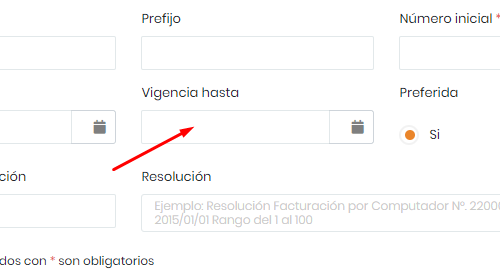 Prefijo
Número inicial *
Vigencia hasta
Preferida
Si
ción
Resolución
Ejemplo: Resolución Facturación por Computador Nº. 2200
2015/01/01 Rango del 1 al 100
dos con * son obligatorios